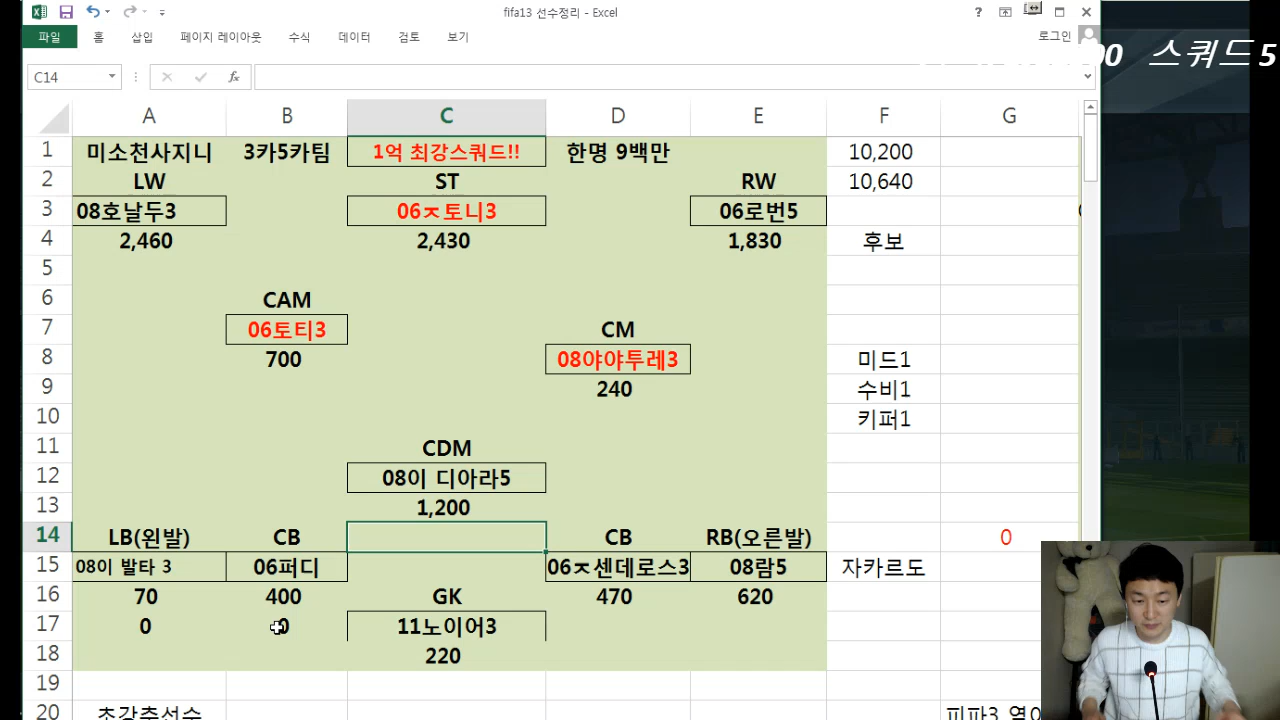 fifa13 선수정리 - Excel
파일 홈 삽입 페이지 레이아웃 수식 데이터 검토 보기 로그인
00 스쿼드 5
C14 fx
A B C D E F G
1 미소천사지니 3카5카팀 1억 최강스쿼드!! 한명 9백만 10,200
2 LW ST RW 10,640
3 08호날두3 06ㅈ토니3 06로번5
4 2,460 2,430 1,830 후보
5
6 CAM
7 06토티3 CM
8 700 08야야투레3 미드1
9 240 수비1
10 키퍼1
11 CDM
12 08이 디아라5
13 1,200
14 LB(왼발) CB CB RB(오른발) 0
15 08이 발타 3 06퍼디 06ㅈ센데로스3 08람5 자카르도
16 70 400 GK 470 620
17 0 0 11노이어3
18 220
19
20 초강추선수